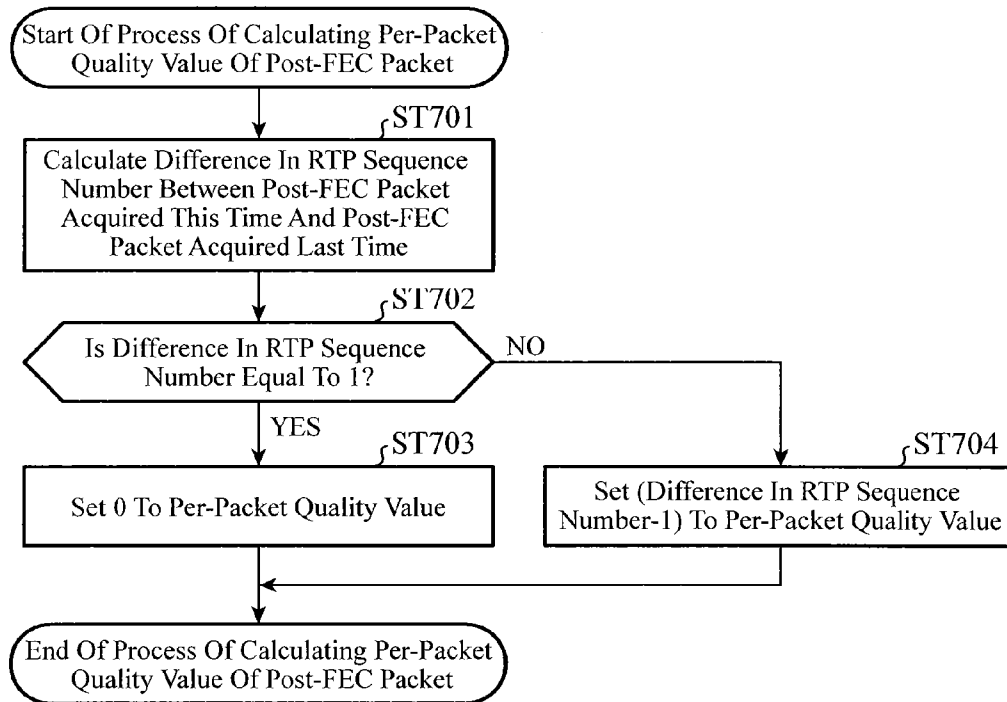 Start Of Process Of Calculating Per-Packet
Quality Value Of Post-FEC Packet
ST701
Calculate Difference In RTP Sequence
Number Between Post-FEC Packet
Acquired This Time And Post-FEC
Packet Acquired Last Time
ST702
Is Difference In RTP Sequence
Number Equal To 1?
NO
YES
ST703
Set 0 To Per-Packet Quality Value
ST704
Set (Difference In RTP Sequence
Number-1) To Per-Packet Quality Value
End Of Process Of Calculating Per-Packet
Quality Value Of Post-FEC Packet